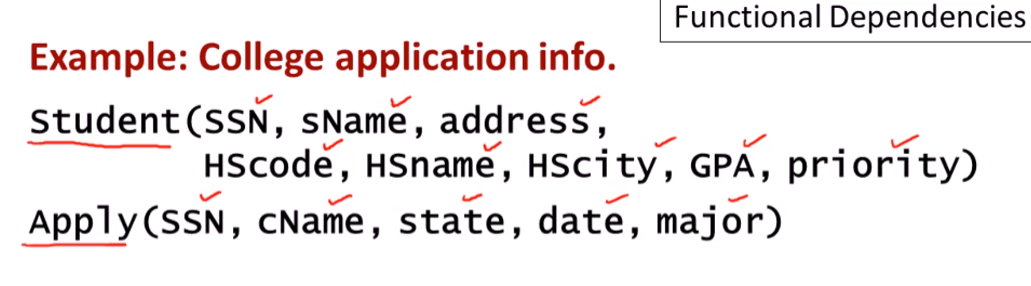 Functional Dependencies
Example: College application info.
Student(SSN, sName, address,
HScode, HSname, HScity, GPA, priority)
Apply(SSN, cName, state, date, major)